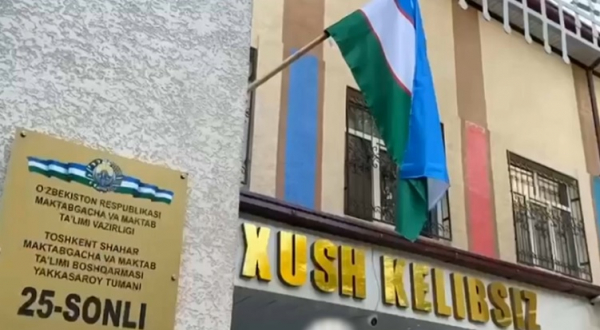 O'ZBEKISTON RESPUBLIKASI
MAKTABGACHA VA MAKTAB
TA'LIMI VAZIRLIGI
TOSHKENT SHAHAR
MAKTABGACHA VA MAKTAB
TA'LIMI BOSHQARMASI
YAKKASAROY TUMANI
25-SONLI
XUSH KELIBSIZ